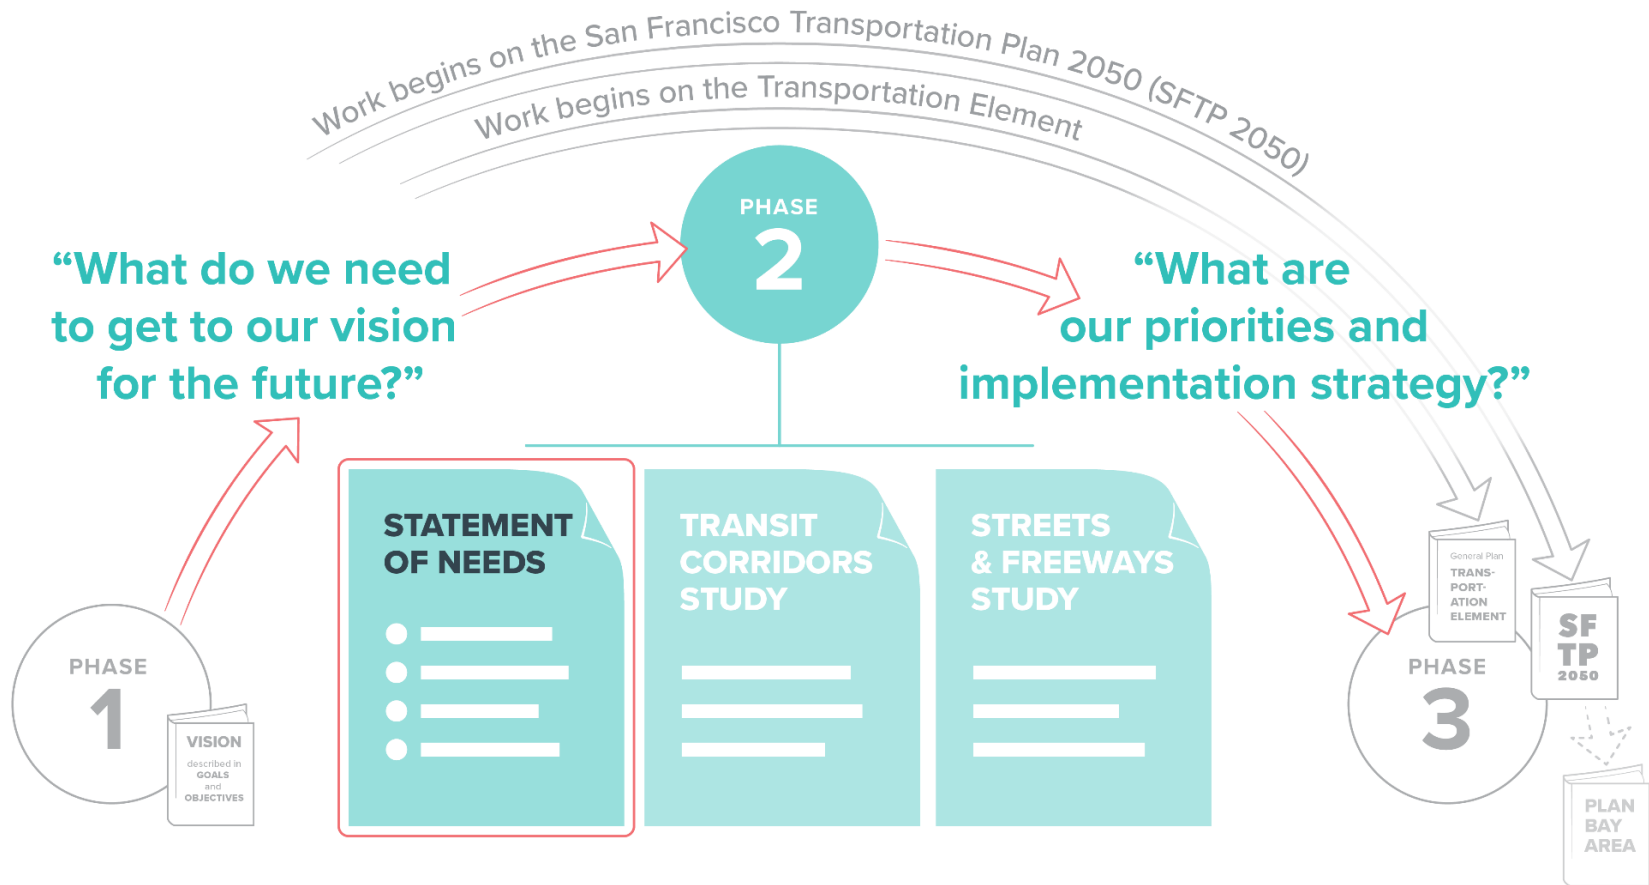 Work begins on the San Francisco Transportation Plan 2050 (SFTP 2050)
Work begins on the Transportation Element
“What do we need
to get to our vision
for the future?”
PHASE
2
“What are
our priorities and
implementation strategy?”
STATEMENT
OF NEEDS
TRANSIT
CORRIDORS
STUDY
STREETS
& FREEWAYS
STUDY
PHASE
1
VISION
described in
GOALS
and
OBJECTIVES
PHASE
3
General Plan
TRANS-
PORT-
ATION
ELEMENT
SF
TP
2050
PLAN
BAY
AREA